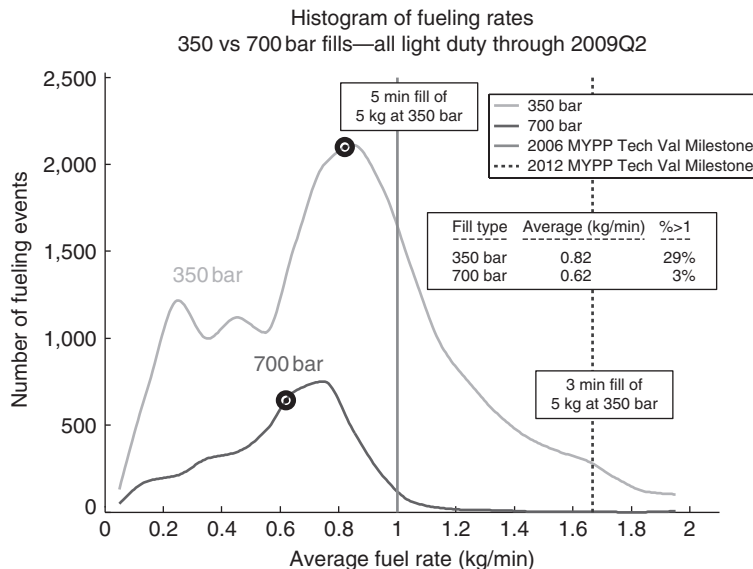 Histogram of fueling rates
350 vs 700 bar fills—all light duty through 2009Q2
2,500
2,000
1,500
1,000
500
0
Number of fueling events
5 min fill of
5 kg at 350 bar
350 bar
700 bar
2006 MYPP Tech Val Milestone
2012 MYPP Tech Val Milestone
Fill type Average (kg/min) %>1
350 bar 0.82 29%
700 bar 0.62 3%
350 bar
700 bar
3 min fill of
5 kg at 350 bar
0 0.2 0.4 0.6 0.8 1 1.2 1.4 1.6 1.8 2
Average fuel rate (kg/min)